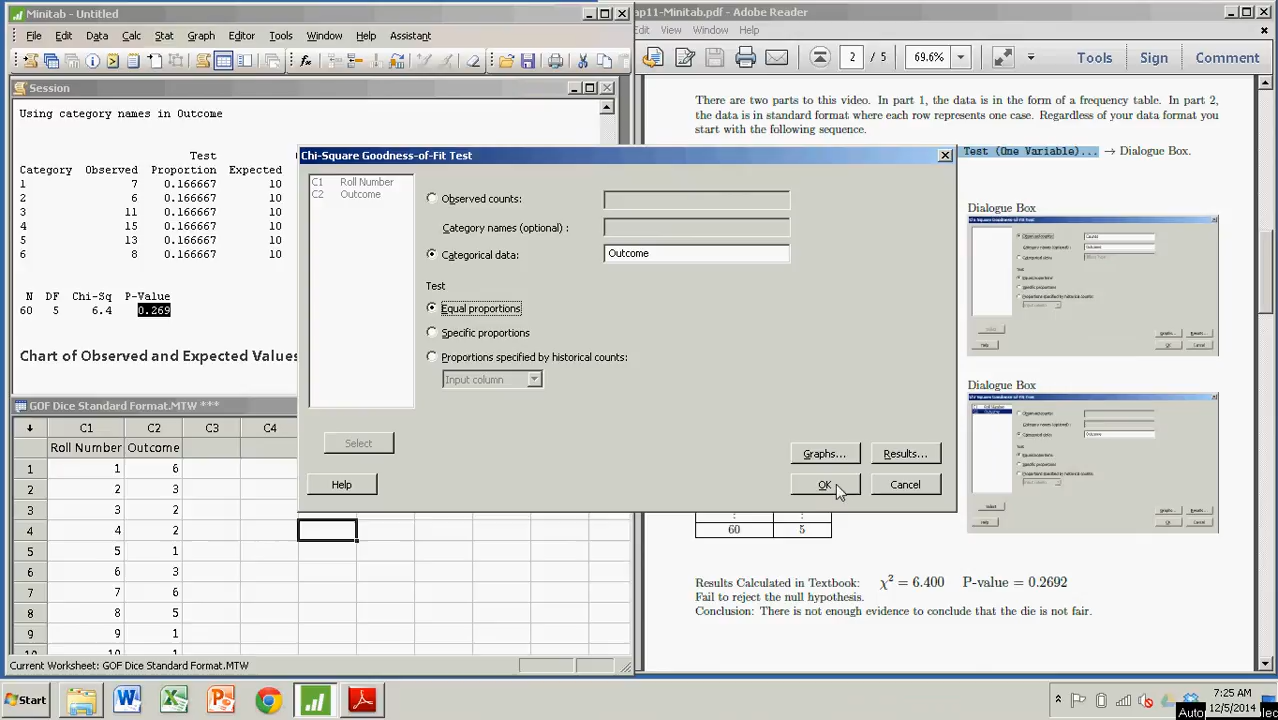 Minitab - Untitled
File Edit Data Calc Stat Graph Editor Tools Window Help Assistant
Session
Using category names in Outcome
Test
Category Observed Proportion Expected
1 7 0.166667 10
2 6 0.166667 10
3 11 0.166667 10
4 15 0.166667 10
5 13 0.166667 10
6 8 0.166667 10
N DF Chi-Sq P-Value
60 5 6.4 0.269
Chart of Observed and Expected Values
GOF Dice Standard Format.MTW ***
C1 C2 C3 C4
Roll Number Outcome
1 1 6
2 2 3
3 3 2
4 4 2
5 5 1
6 6 3
7 7 6
8 8 5
9 9 1
Current Worksheet: GOF Dice Standard Format.MTW
Chi-Square Goodness-of-Fit Test
C1 Roll Number
C2 Outcome
Observed counts:
Category names (optional) :
Categorical data: Outcome
Test
Equal proportions
Specific proportions
Proportions specified by historical counts:
Input column
Select
Graphs... Results...
Help OK Cancel
ap11-Minitab.pdf - Adobe Reader
dit View Window Help
2 / 5 69.6% Tools Sign Comment
There are two parts to this video. In part 1, the data is in the form of a frequency table. In part 2,
the data is in standard format where each row represents one case. Regardless of your data format you
start with the following sequence.
Test (One Variable)... → Dialogue Box.
Dialogue Box
Dialogue Box
60 5
Results Calculated in Textbook: χ² = 6.400 P-value = 0.2692
Fail to reject the null hypothesis.
Conclusion: There is not enough evidence to conclude that the die is not fair.
Start
7:25 AM
12/5/2014